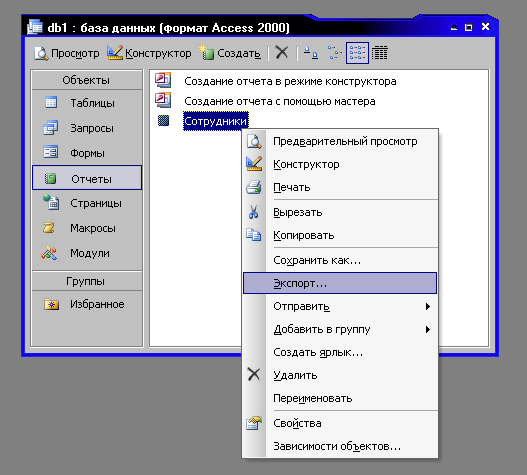 db1 : база данных (формат Access 2000)
Просмотр Конструктор Создать
Объекты
Таблицы
Запросы
Формы
Отчеты
Страницы
Макросы
Модули
Группы
Избранное
Создание отчета в режиме конструктора
Создание отчета с помощью мастера
Сотрудники
Предварительный просмотр
Конструктор
Печать
Вырезать
Копировать
Сохранить как...
Экспорт...
Отправить
Добавить в группу
Создать ярлык...
Удалить
Переименовать
Свойства
Зависимости объектов...